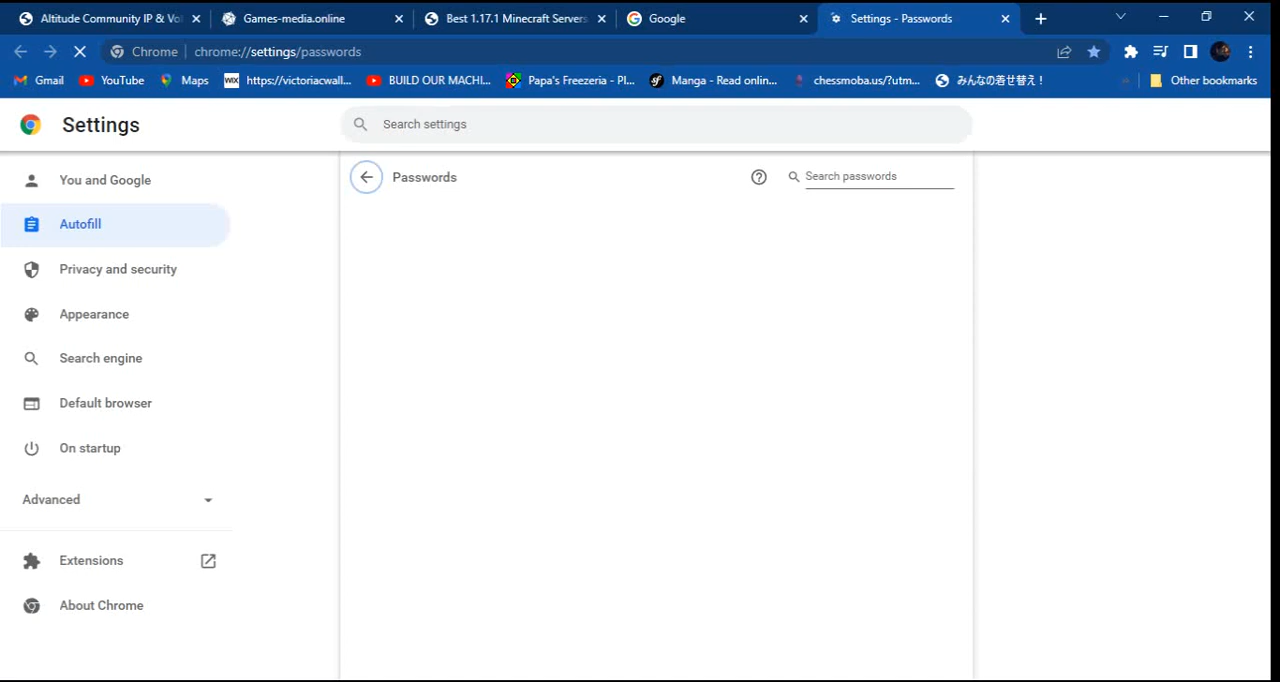 Altitude Community IP & Vo
Games-media.online
Best 1.17.1 Minecraft Servers
Google
Settings - Passwords
Chrome
chrome://settings/passwords
Gmail
YouTube
Maps
WIX
https://victoriacwall...
BUILD OUR MACHI...
Papa's Freezeria - Pl...
Manga - Read onlin...
chessmoba.us/?utm...
みんなの着せ替え！
Other bookmarks
Settings
Search settings
You and Google
Passwords
Search passwords
Autofill
Privacy and security
Appearance
Search engine
Default browser
On startup
Advanced
Extensions
About Chrome